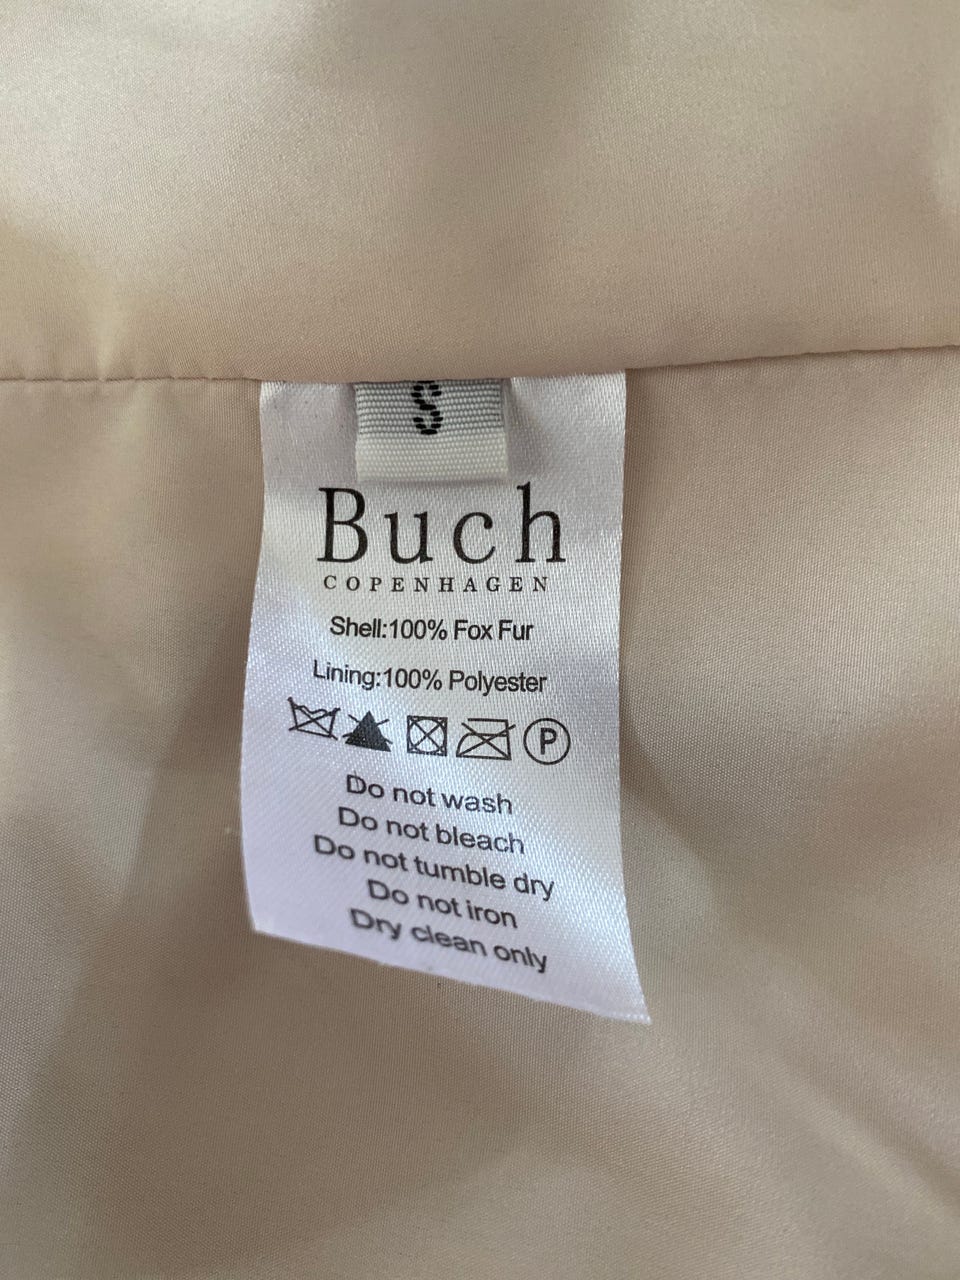 S
Buch
COPENHAGEN
Shell:100% Fox Fur
Lining:100% Polyester
P
Do not wash
Do not bleach
Do not tumble dry
Do not iron
Dry clean only